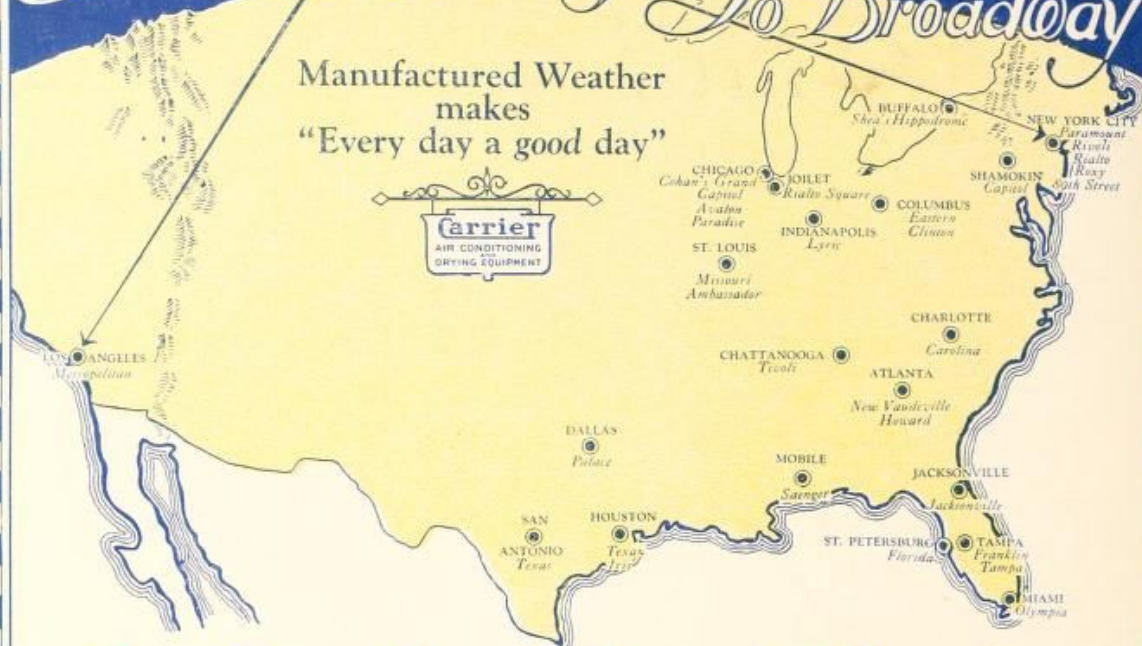 To Broadway
Manufactured Weather
makes
“Every day a good day”
Carrier
AIR CONDITIONING
AND
DRYING EQUIPMENT
BUFFALO
Shea's Hippodrome
NEW YORK CITY
Paramount
Rivoli
Rialto
Roxy
80th Street
SHAMOKIN
Capitol
CHICAGO
Cohan's Grand
Capitol
Avalon
Paradise
JOILET
Rialto Square
COLUMBUS
Eastern
Clinton
INDIANAPOLIS
Lyric
ST. LOUIS
Missouri
Ambassador
LOS ANGELES
Metropolitan
CHARLOTTE
Carolina
CHATTANOOGA
Tivoli
ATLANTA
New Vaudeville
Howard
DALLAS
Palace
MOBILE
Saenger
JACKSONVILLE
Jacksonville
SAN
ANTONIO
Texas
HOUSTON
Texan
Iris
ST. PETERSBURG
Florida
TAMPA
Franklin
Tampa
MIAMI
Olympia